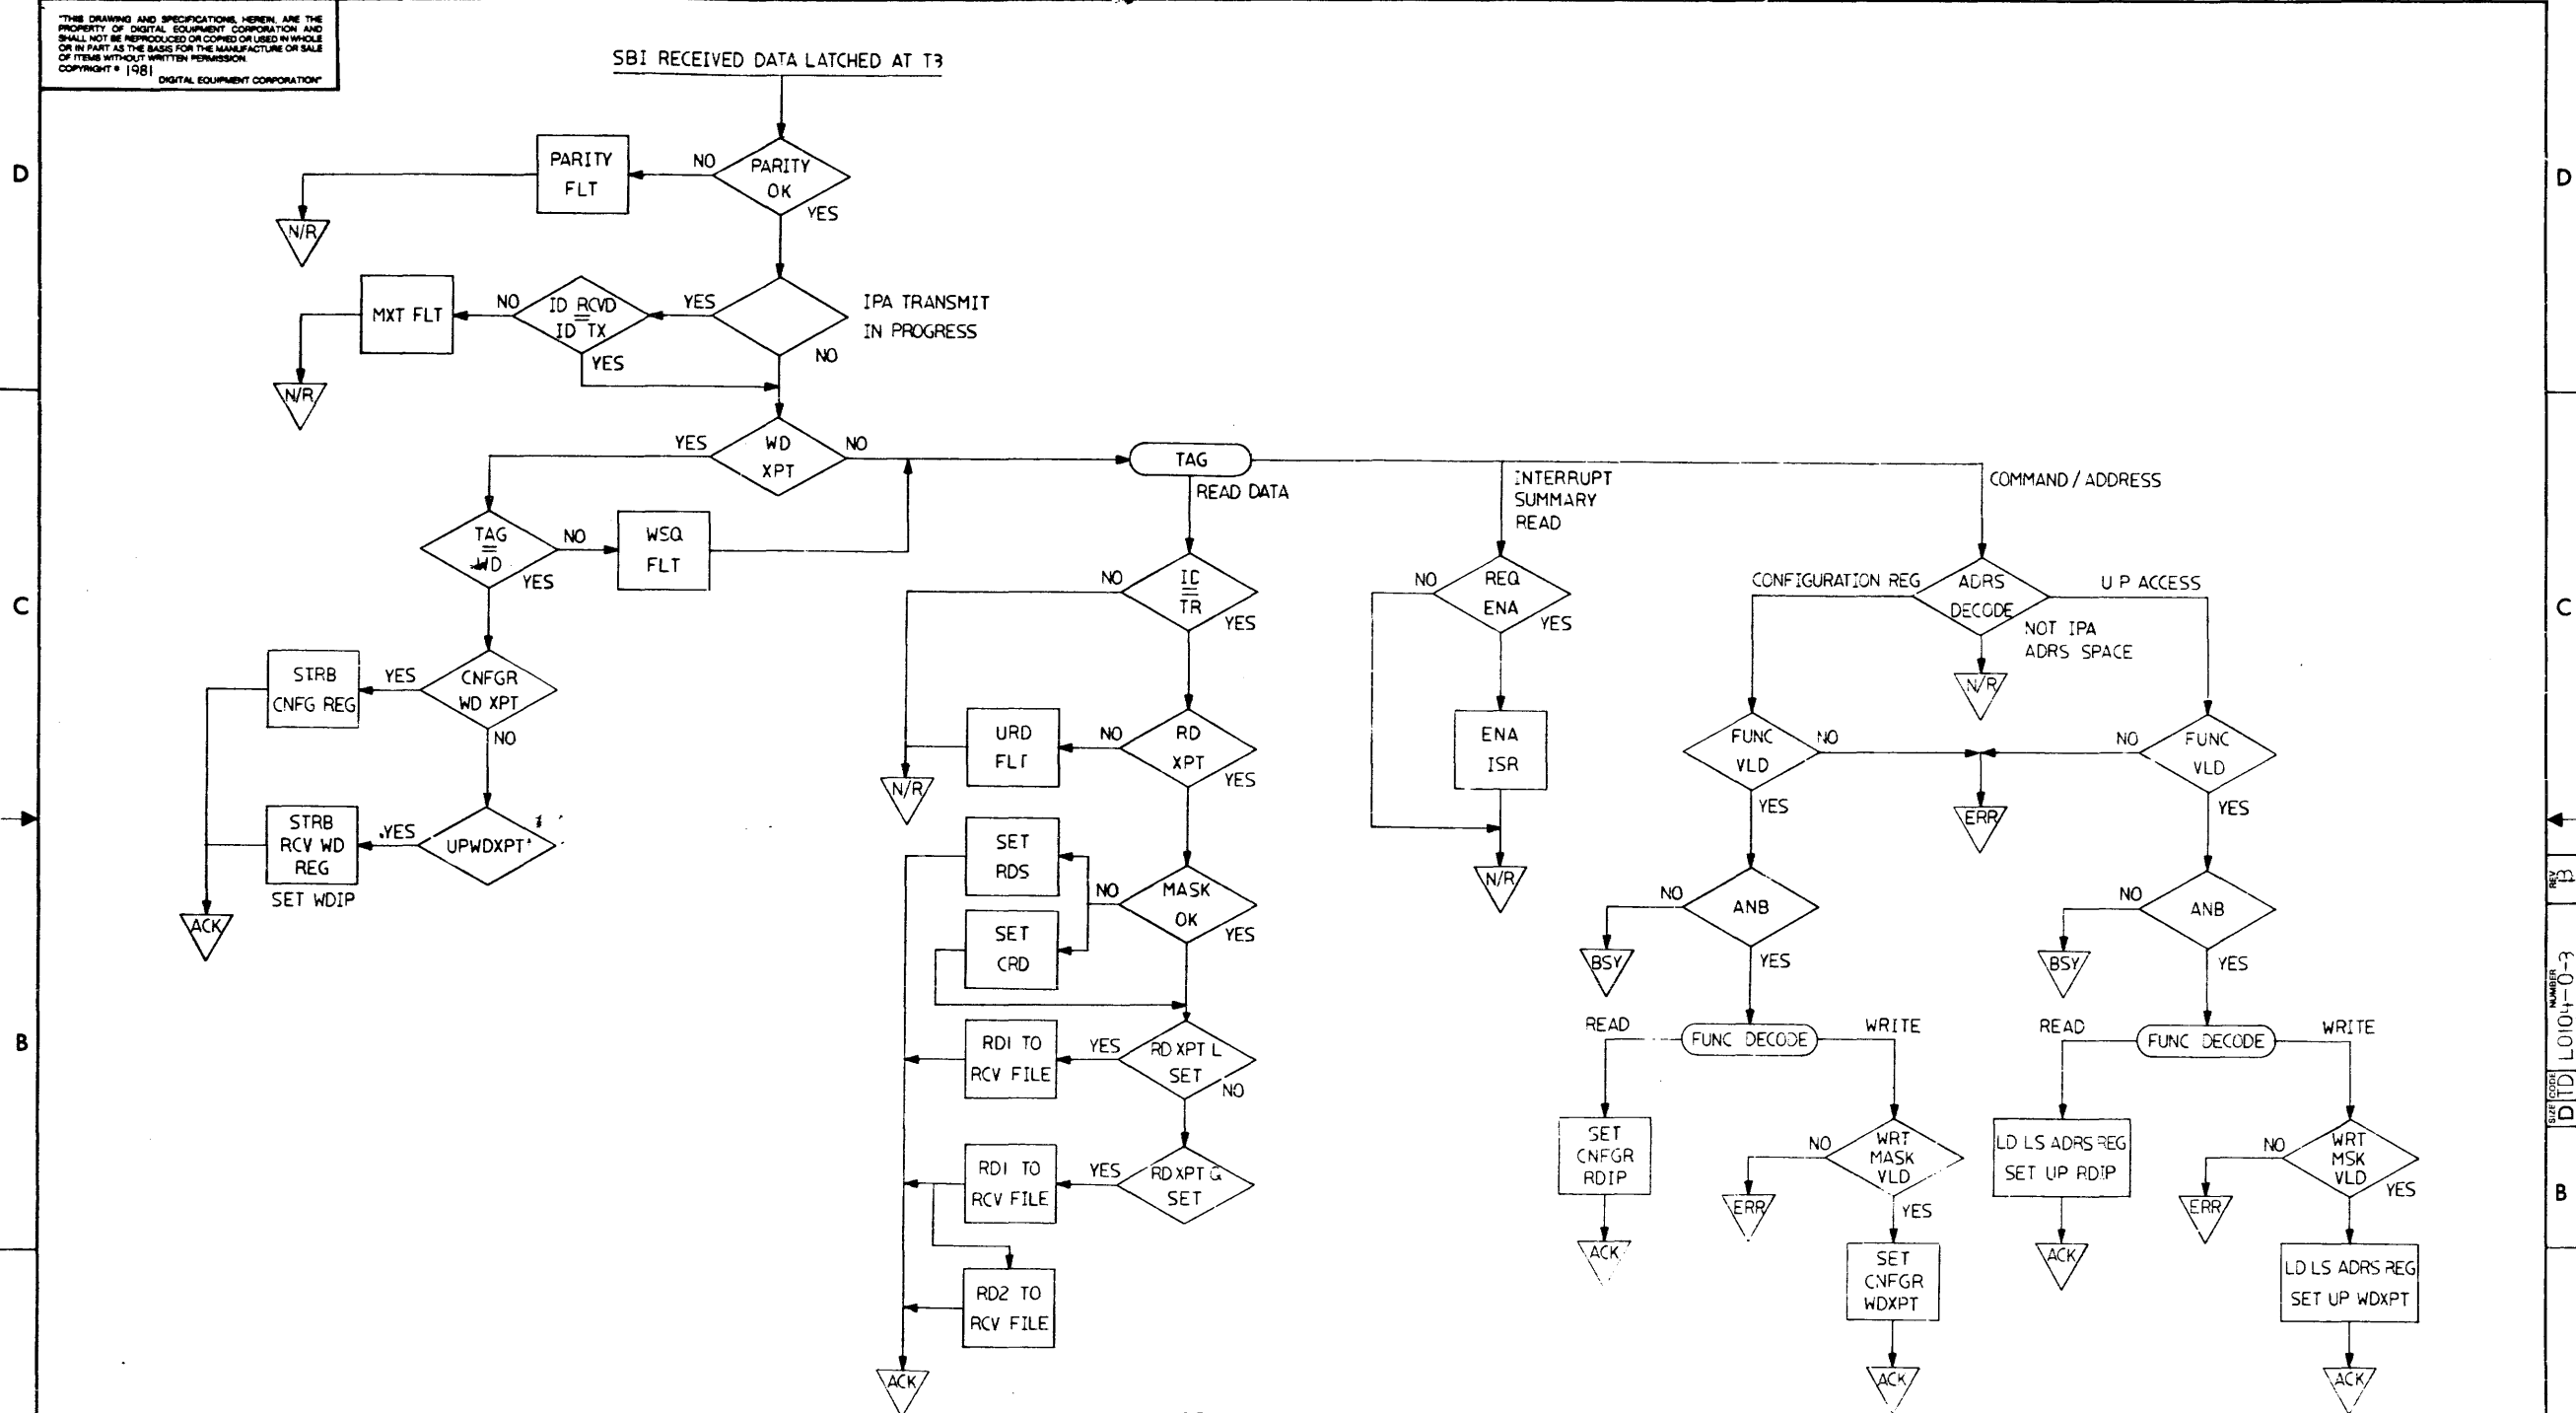 "THIS DRAWING AND SPECIFICATIONS, HEREIN, ARE THE
PROPERTY OF DIGITAL EQUIPMENT CORPORATION AND
SHALL NOT BE REPRODUCED OR COPIED OR USED IN WHOLE
OR IN PART AS THE BASIS FOR THE MANUFACTURE OR SALE
OF ITEMS WITHOUT WRITTEN PERMISSION.
COPYRIGHT © 1981
DIGITAL EQUIPMENT CORPORATION"
SBI RECEIVED DATA LATCHED AT T3
D
D
PARITY
FLT
NO
PARITY
OK
YES
N/R
MXT FLT
NO
ID RCVD
=
ID TX
YES
YES
IPA TRANSMIT
IN PROGRESS
NO
N/R
YES
WD
XPT
NO
TAG
READ DATA
INTERRUPT
SUMMARY
READ
COMMAND / ADDRESS
TAG
=
WD
NO
YES
WSQ
FLT
C
C
NO
ID
=
TR
YES
NO
REQ
ENA
YES
CONFIGURATION REG
ADRS
DECODE
U P ACCESS
NOT IPA
ADRS SPACE
N/R
STRB
CNFG REG
YES
CNFGR
WD XPT
NO
URD
FLT
NO
RD
XPT
YES
N/R
ENA
ISR
FUNC
VLD
NO
YES
NO
FUNC
VLD
YES
ERR
STRB
RCV WD
REG
YES
UPWDXPT
SET WDIP
ACK
SET
RDS
NO
MASK
OK
YES
SET
CRD
N/R
NO
ANB
YES
BSY
NO
ANB
YES
BSY
B
RD1 TO
RCV FILE
YES
RD XPT L
SET
NO
READ
FUNC DECODE
WRITE
READ
FUNC DECODE
WRITE
RD1 TO
RCV FILE
YES
RD XPT G
SET
SET
CNFGR
RDIP
NO
WRT
MASK
VLD
YES
ERR
ACK
LD LS ADRS REG
SET UP RDIP
NO
WRT
MSK
VLD
YES
ERR
ACK
B
RD2 TO
RCV FILE
SET
CNFGR
WDXPT
LD LS ADRS REG
SET UP WDXPT
ACK
ACK
ACK
SIZE
D
CODE
TD
NUMBER
L0104-0-3
REV
B